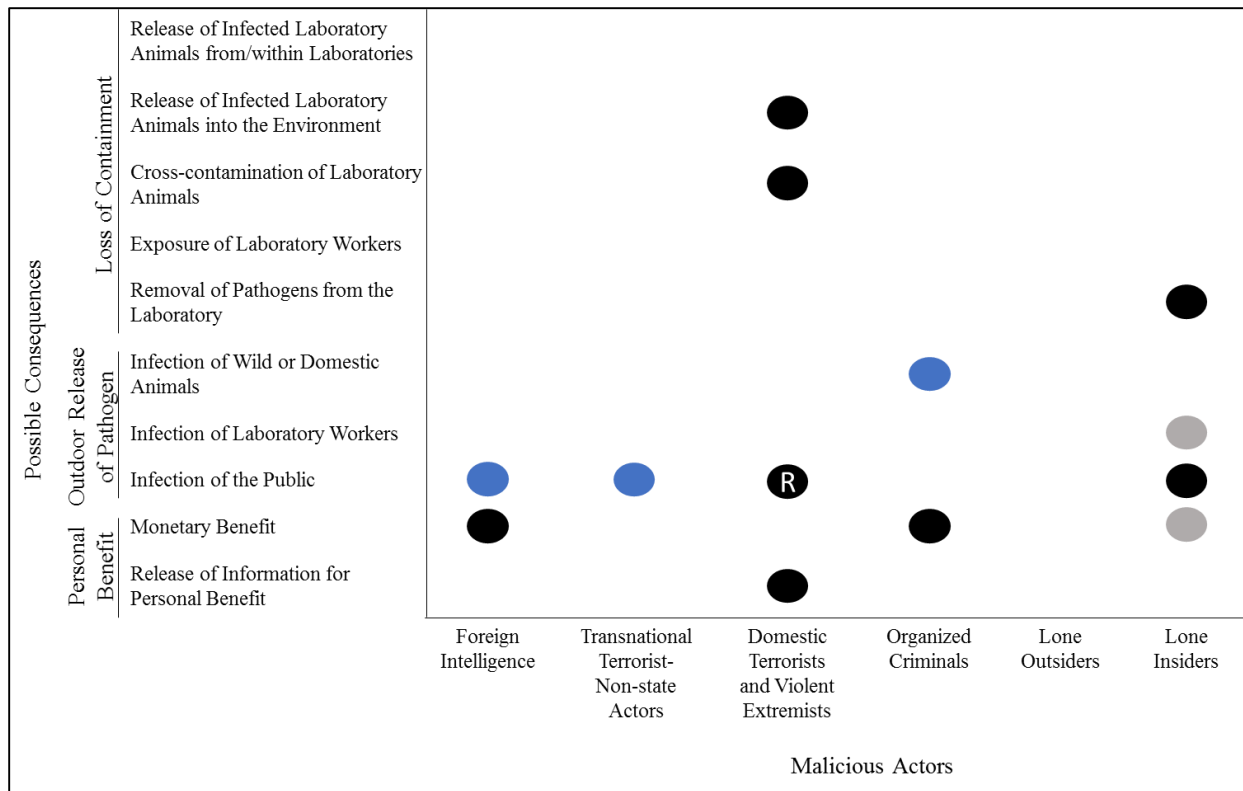 Possible Consequences
Loss of Containment
Release of Infected Laboratory
Animals from/within Laboratories
Release of Infected Laboratory
Animals into the Environment
Cross-contamination of Laboratory
Animals
Exposure of Laboratory Workers
Removal of Pathogens from the
Laboratory
Outdoor Release
of Pathogen
Infection of Wild or Domestic
Animals
Infection of Laboratory Workers
Infection of the Public
R
Personal
Benefit
Monetary Benefit
Release of Information for
Personal Benefit
Foreign
Intelligence
Transnational
Terrorist-
Non-state
Actors
Domestic
Terrorists
and Violent
Extremists
Organized
Criminals
Lone
Outsiders
Lone
Insiders
Malicious Actors